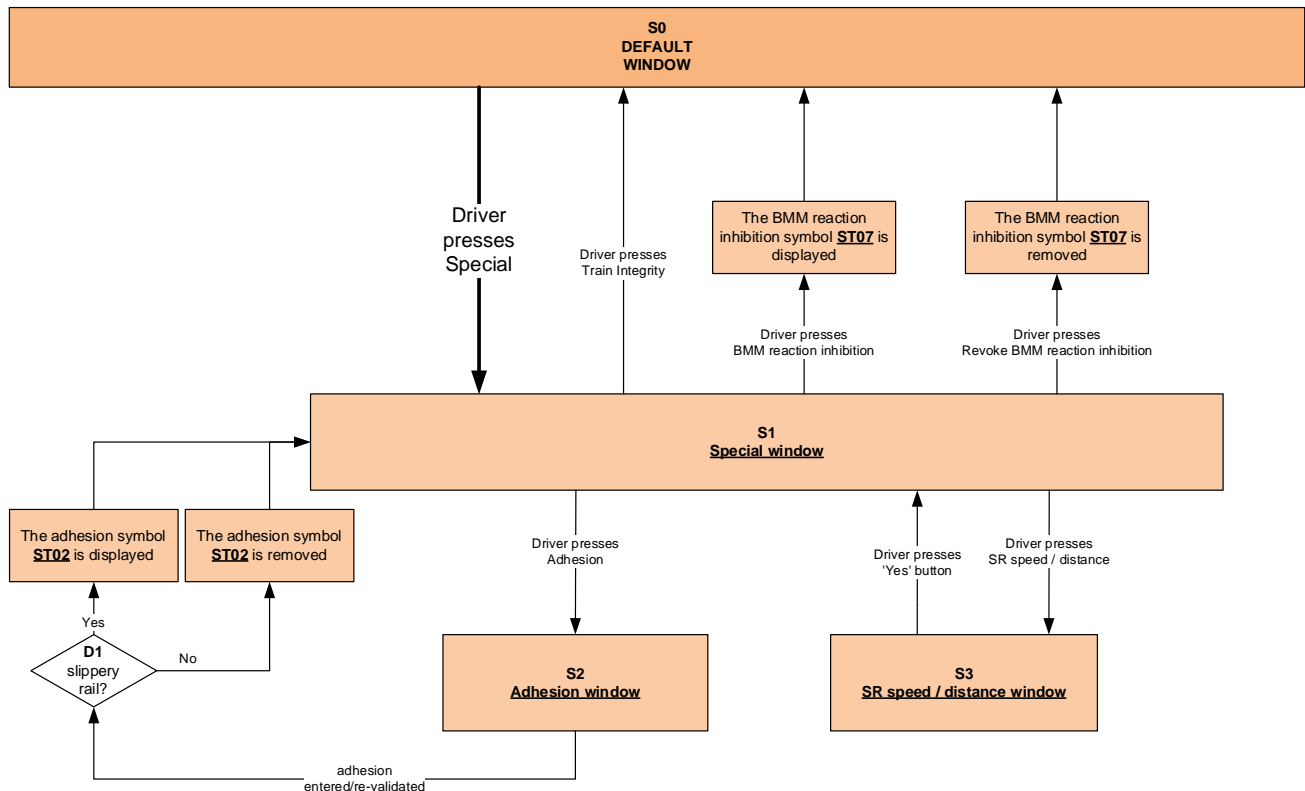 S0
DEFAULT
WINDOW
Driver
presses
Special
Driver presses
Train Integrity
The BMM reaction
inhibition symbol ST07 is
displayed
The BMM reaction
inhibition symbol ST07 is
removed
Driver presses
BMM reaction inhibition
Driver presses
Revoke BMM reaction inhibition
S1
Special window
The adhesion symbol
ST02 is displayed
The adhesion symbol
ST02 is removed
Driver presses
Adhesion
Driver presses
'Yes' button
Driver presses
SR speed / distance
Yes
No
D1
slippery
rail?
S2
Adhesion window
S3
SR speed / distance window
adhesion
entered/re-validated